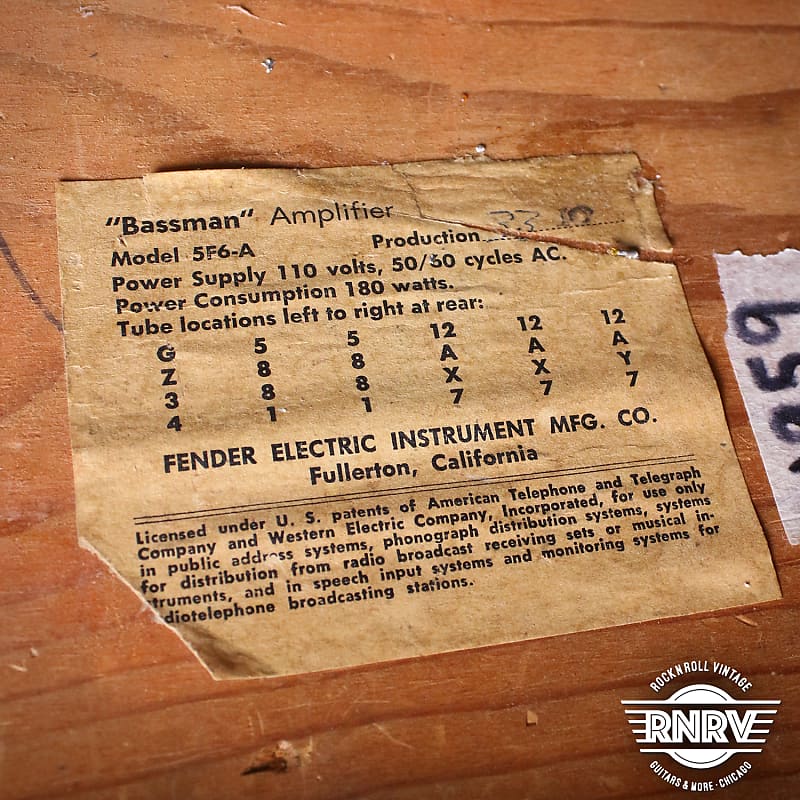 "Bassman" Amplifier
Model 5F6-A Production
Power Supply 110 volts, 50/60 cycles AC.
Power Consumption 180 watts.
Tube locations left to right at rear:
G 5 5 12 12 12
Z 8 8 A A A
3 8 8 X X Y
4 1 1 7 7 7
FENDER ELECTRIC INSTRUMENT MFG. CO.
Fullerton, California
Licensed under U. S. patents of American Telephone and Telegraph
Company and Western Electric Company, Incorporated, for use only
in public address systems, phonograph distribution systems, systems
for distribution from radio broadcast receiving sets or musical in-
truments, and in speech input systems and monitoring systems for
diotelephone broadcasting stations.
959
ROCK N ROLL VINTAGE
RNRV
GUITARS & MORE · CHICAGO